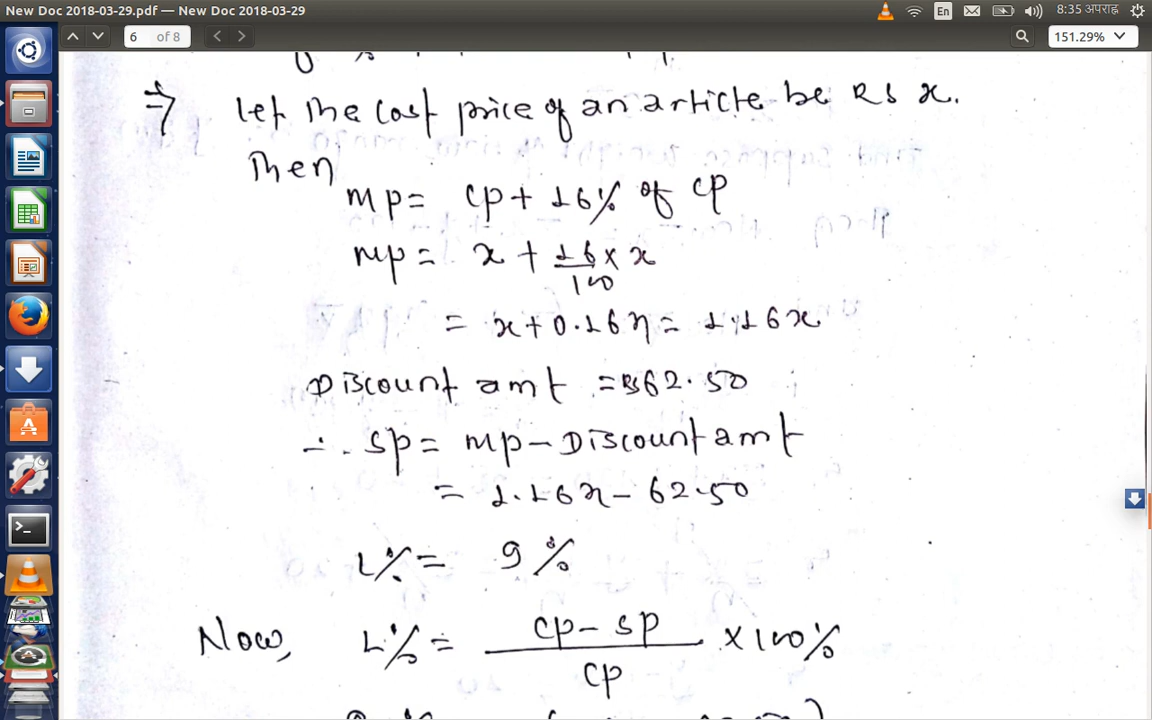 New Doc 2018-03-29.pdf — New Doc 2018-03-29
En
8:35 अपराह्न
6 of 8
151.29%
⇒ Let the cost price of an article be Rs x.
Then
mp = cp + 16% of cp
mp = x + 16/100 × x
= x + 0.16x = 1.16x
Discount amt = Rs 62.50
∴ sp = mp - Discount amt
= 1.16x - 62.50
L% = 9%
Now, L% = cp - sp / cp × 100%